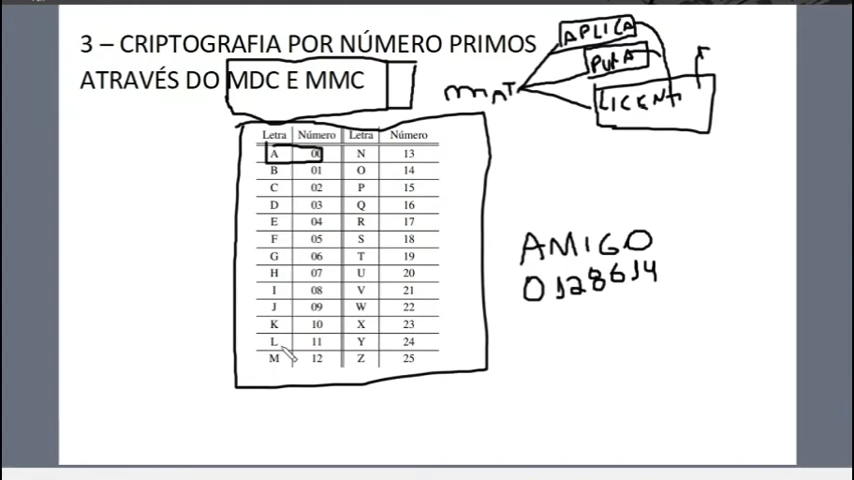 3 – CRIPTOGRAFIA POR NÚMERO PRIMOS
ATRAVÉS DO MDC E MMC
MAT
APLICA
PURA
LICENT
Letra Número Letra Número
A 00 N 13
B 01 O 14
C 02 P 15
D 03 Q 16
E 04 R 17
F 05 S 18
G 06 T 19
H 07 U 20
I 08 V 21
J 09 W 22
K 10 X 23
L 11 Y 24
M 12 Z 25
AMIGO
0128614